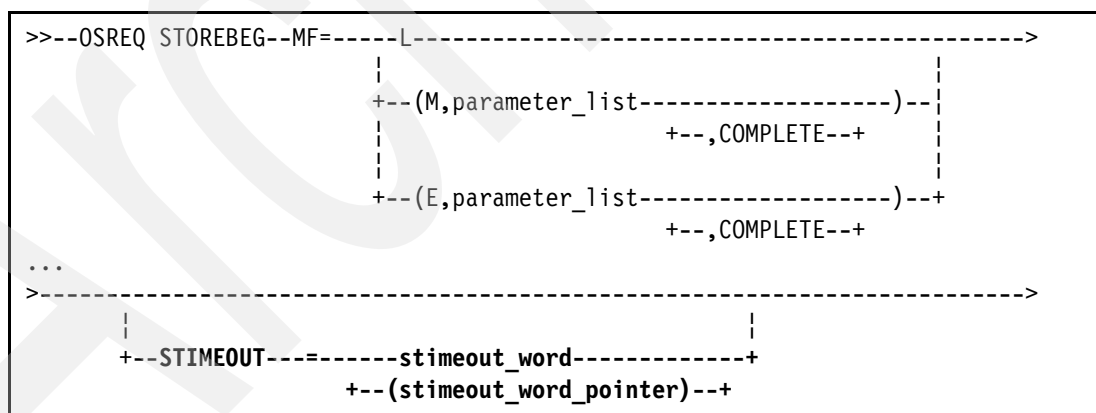 >>--OSREQ STOREBEG--MF=-----L---------------------------------------------->
                        ¦                                          ¦
                        +--(M,parameter_list-------------------)--¦
                        ¦                     +--,COMPLETE--+      ¦
                        ¦                                          ¦
                        +--(E,parameter_list-------------------)--+
                                              +--,COMPLETE--+
...
>-------------------------------------------------------------------------->
       ¦                                             ¦
       +--STIMEOUT---=------stimeout_word-------------+
                      +--(stimeout_word_pointer)--+